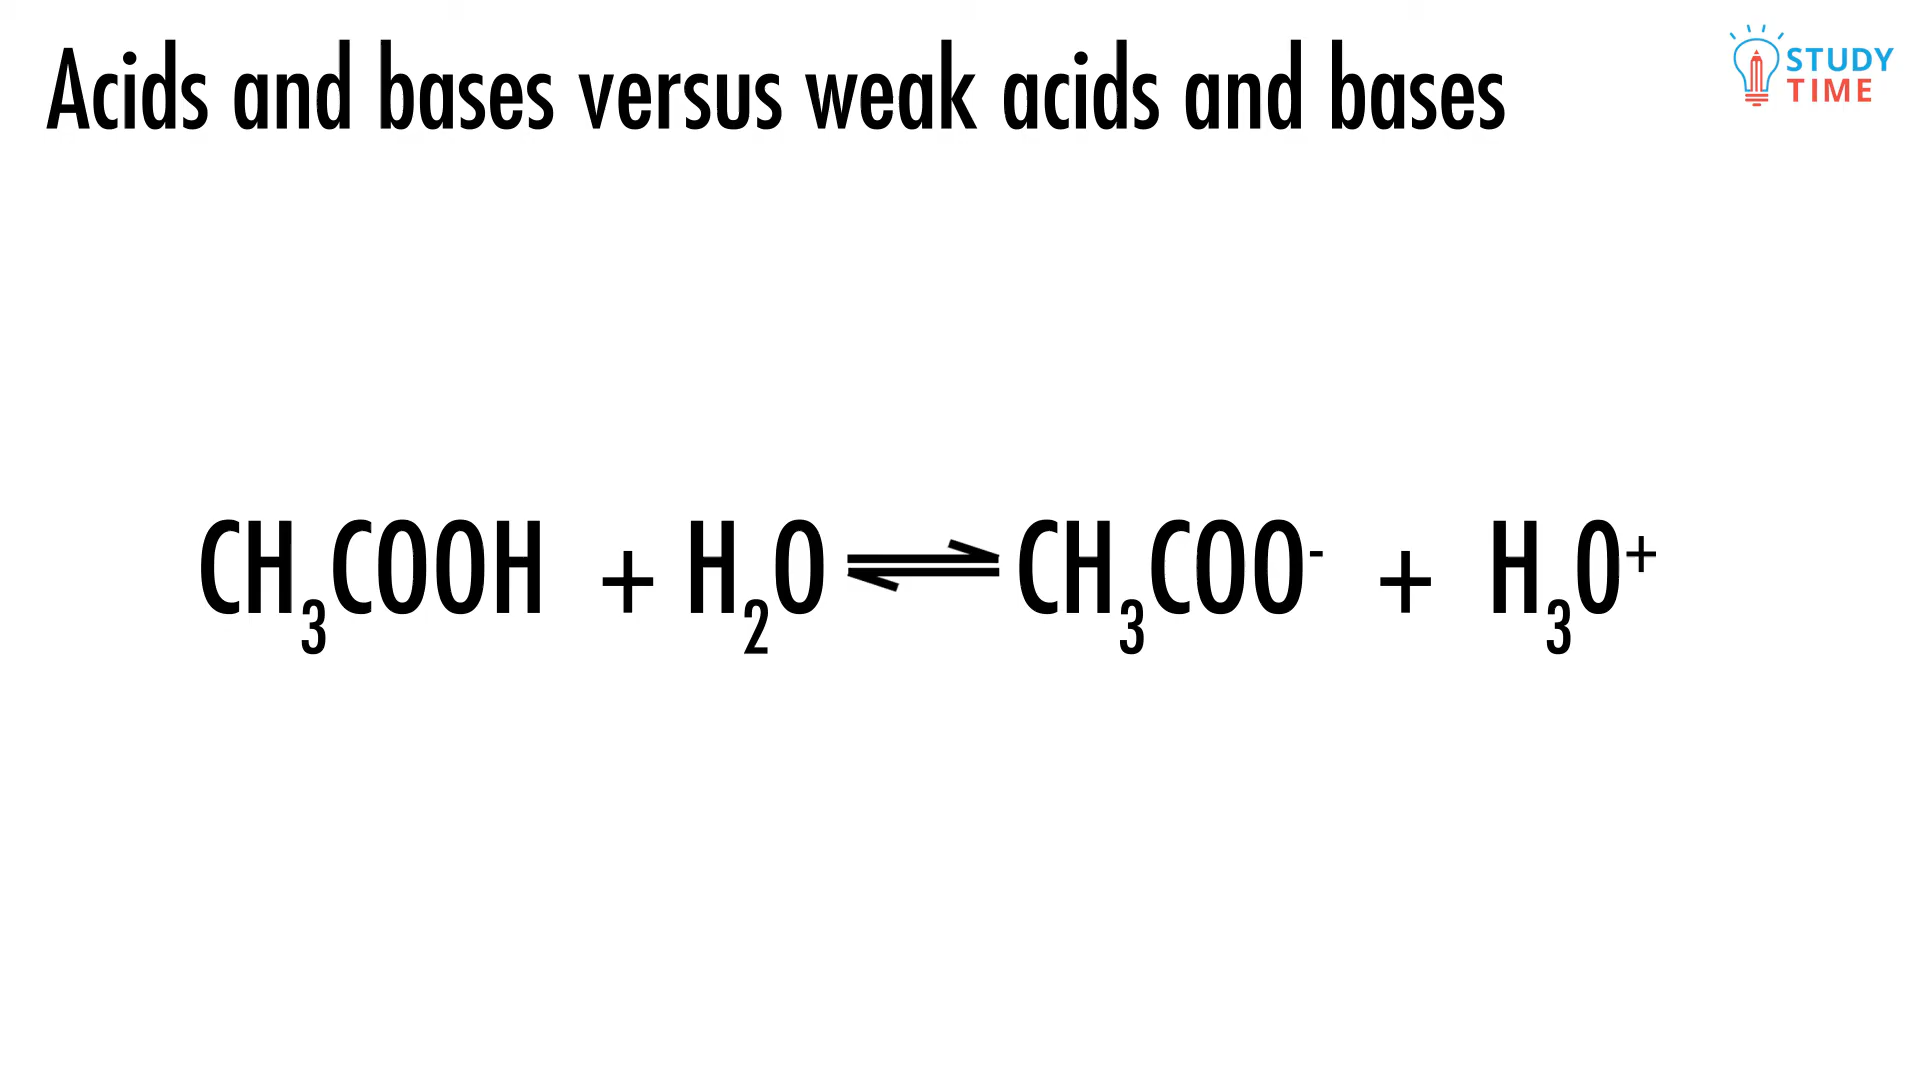 Acids and bases versus weak acids and bases
STUDY
TIME
CH₃COOH + H₂O ⇌ CH₃COO⁻ + H₃O⁺